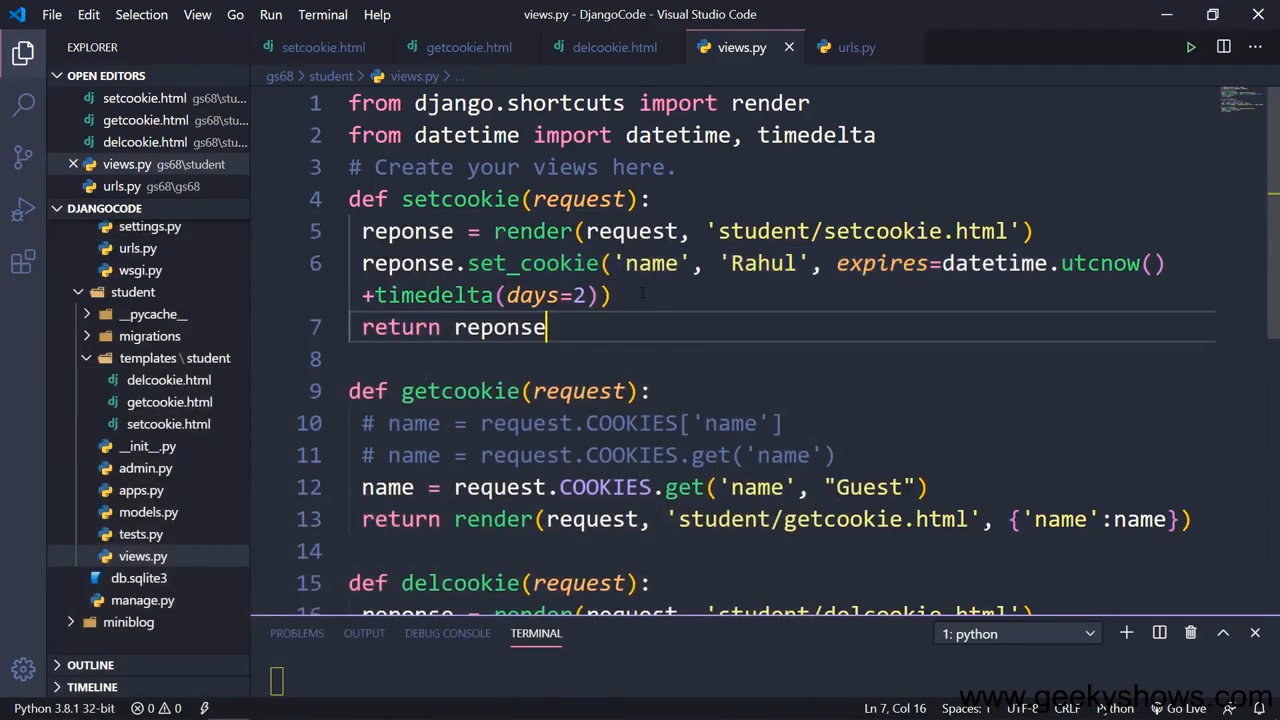 File Edit Selection View Go Run Terminal Help
views.py - DjangoCode - Visual Studio Code
EXPLORER
OPEN EDITORS
setcookie.html gs68\stu...
getcookie.html gs68\stu...
delcookie.html gs68\stu...
views.py gs68\student
urls.py gs68\gs68
DJANGOCODE
settings.py
urls.py
wsgi.py
student
__pycache__
migrations
templates \ student
delcookie.html
getcookie.html
setcookie.html
__init__.py
admin.py
apps.py
models.py
tests.py
views.py
db.sqlite3
manage.py
miniblog
OUTLINE
TIMELINE
setcookie.html getcookie.html delcookie.html views.py urls.py
gs68 > student > views.py > ...
1 from django.shortcuts import render
2 from datetime import datetime, timedelta
3 # Create your views here.
4 def setcookie(request):
5 reponse = render(request, 'student/setcookie.html')
6 reponse.set_cookie('name', 'Rahul', expires=datetime.utcnow()
+timedelta(days=2))
7 return reponse
8
9 def getcookie(request):
10 # name = request.COOKIES['name']
11 # name = request.COOKIES.get('name')
12 name = request.COOKIES.get('name', "Guest")
13 return render(request, 'student/getcookie.html', {'name':name})
14
15 def delcookie(request):
16 reponse = render(request, 'student/delcookie.html')
PROBLEMS OUTPUT DEBUG CONSOLE TERMINAL
1: python
www.geekyshows.com
Python 3.8.1 32-bit 0 0 Ln 7, Col 16 Spaces: 1 UTF-8 CRLF Python Go Live